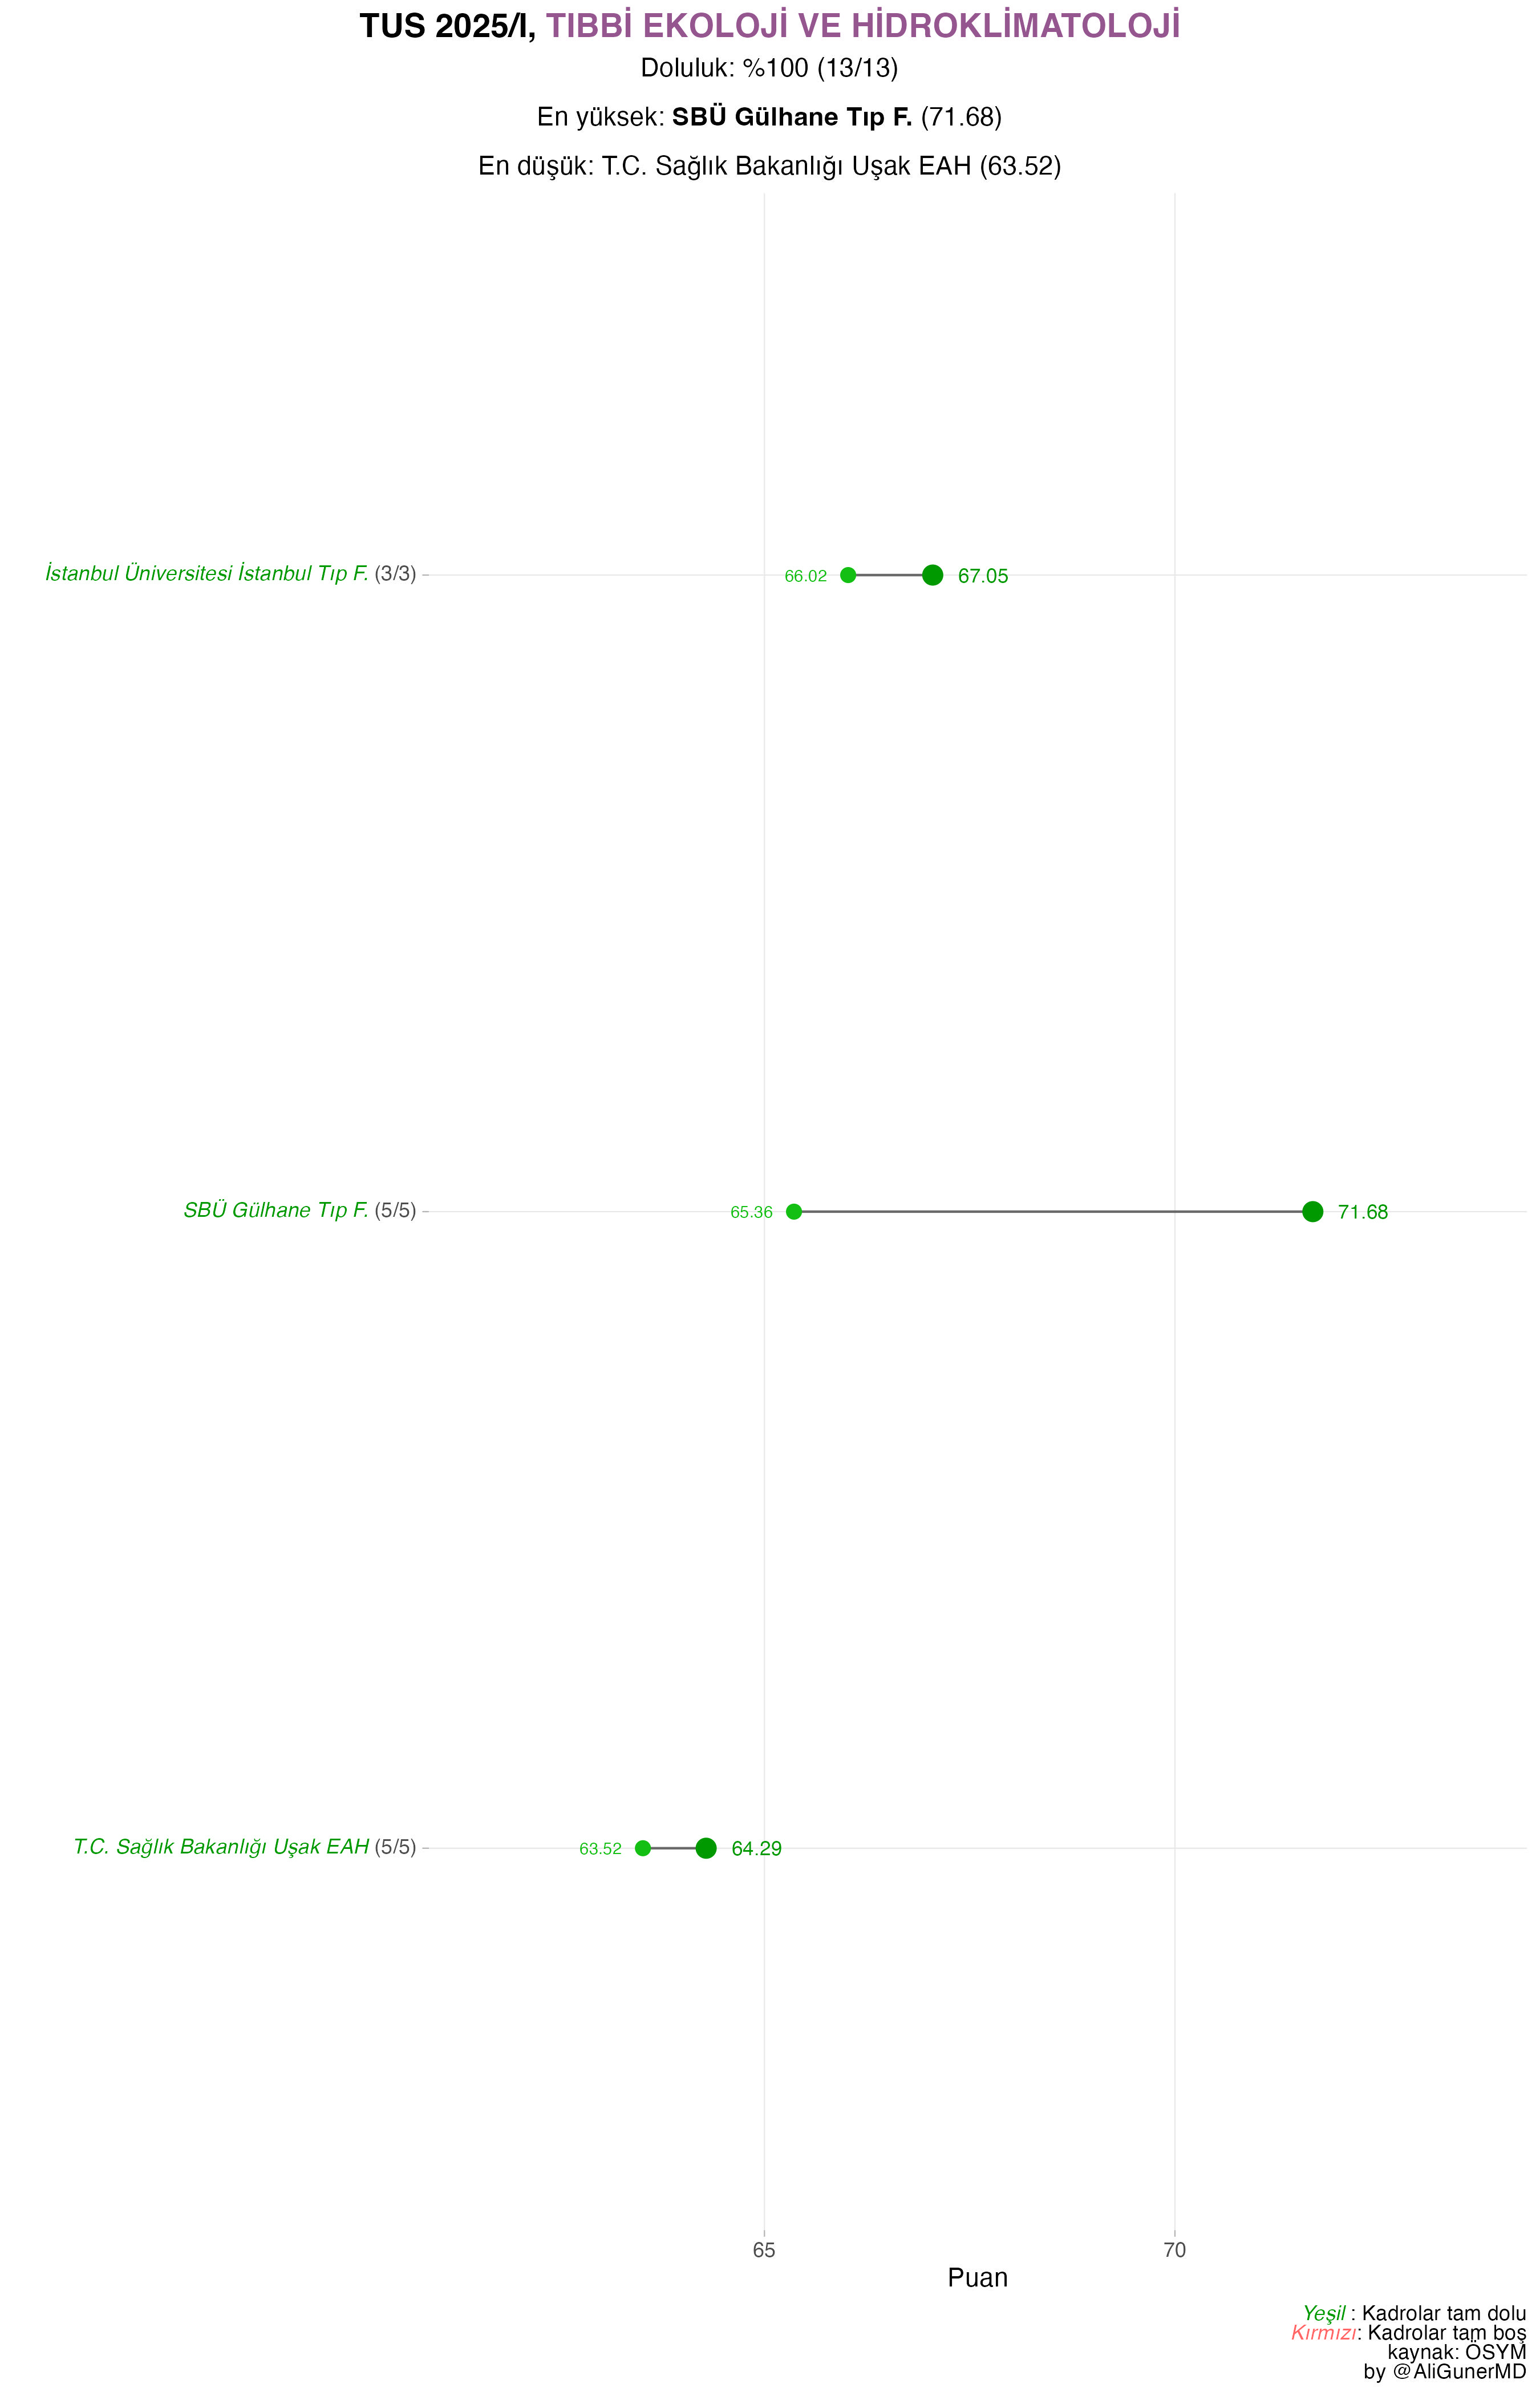 TUS 2025/I, TIBBİ EKOLOJİ VE HİDROKLİMATOLOJİ
Doluluk: %100 (13/13)
En yüksek: SBÜ Gülhane Tıp F. (71.68)
En düşük: T.C. Sağlık Bakanlığı Uşak EAH (63.52)
İstanbul Üniversitesi İstanbul Tıp F. (3/3)
66.02
67.05
SBÜ Gülhane Tıp F. (5/5)
65.36
71.68
T.C. Sağlık Bakanlığı Uşak EAH (5/5)
63.52
64.29
65
70
Puan
Yeşil : Kadrolar tam dolu
Kırmızı: Kadrolar tam boş
kaynak: ÖSYM
by @AliGunerMD